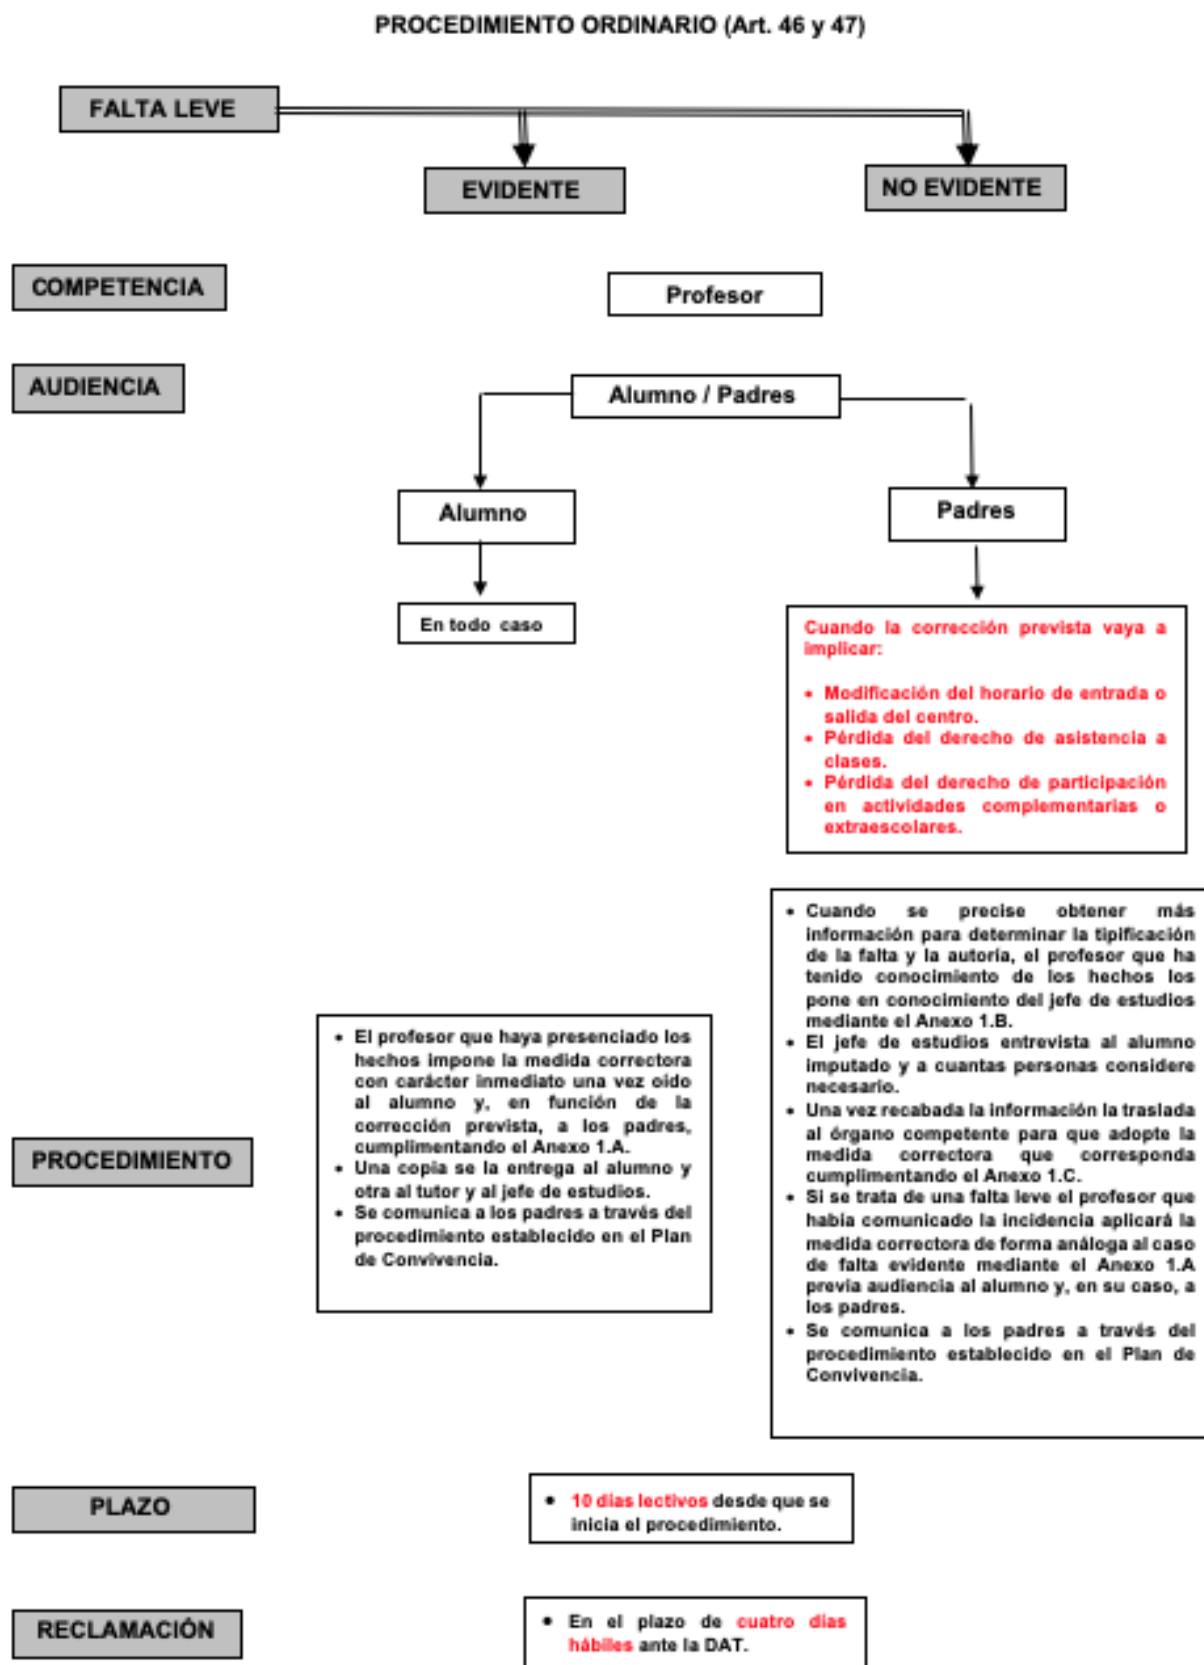 PROCEDIMIENTO ORDINARIO (Art. 46 y 47)
FALTA LEVE
EVIDENTE
NO EVIDENTE
COMPETENCIA
Profesor
AUDIENCIA
Alumno / Padres
Alumno
Padres
En todo caso
Cuando la corrección prevista vaya a
implicar:
• Modificación del horario de entrada o
salida del centro.
• Pérdida del derecho de asistencia a
clases.
• Pérdida del derecho de participación
en actividades complementarias o
extraescolares.
PROCEDIMIENTO
• El profesor que haya presenciado los
hechos impone la medida correctora
con carácter inmediato una vez oído
al alumno y, en función de la
corrección prevista, a los padres,
cumplimentando el Anexo 1.A.
• Una copia se la entrega al alumno y
otra al tutor y al jefe de estudios.
• Se comunica a los padres a través del
procedimiento establecido en el Plan
de Convivencia.
• Cuando se precise obtener más
información para determinar la tipificación
de la falta y la autoría, el profesor que ha
tenido conocimiento de los hechos los
pone en conocimiento del jefe de estudios
mediante el Anexo 1.B.
• El jefe de estudios entrevista al alumno
imputado y a cuantas personas considere
necesario.
• Una vez recabada la información la traslada
al órgano competente para que adopte la
medida correctora que corresponda
cumplimentando el Anexo 1.C.
• Si se trata de una falta leve el profesor que
había comunicado la incidencia aplicará la
medida correctora de forma análoga al caso
de falta evidente mediante el Anexo 1.A
previa audiencia al alumno y, en su caso, a
los padres.
• Se comunica a los padres a través del
procedimiento establecido en el Plan de
Convivencia.
PLAZO
• 10 días lectivos desde que se
inicia el procedimiento.
RECLAMACIÓN
• En el plazo de cuatro días
hábiles ante la DAT.